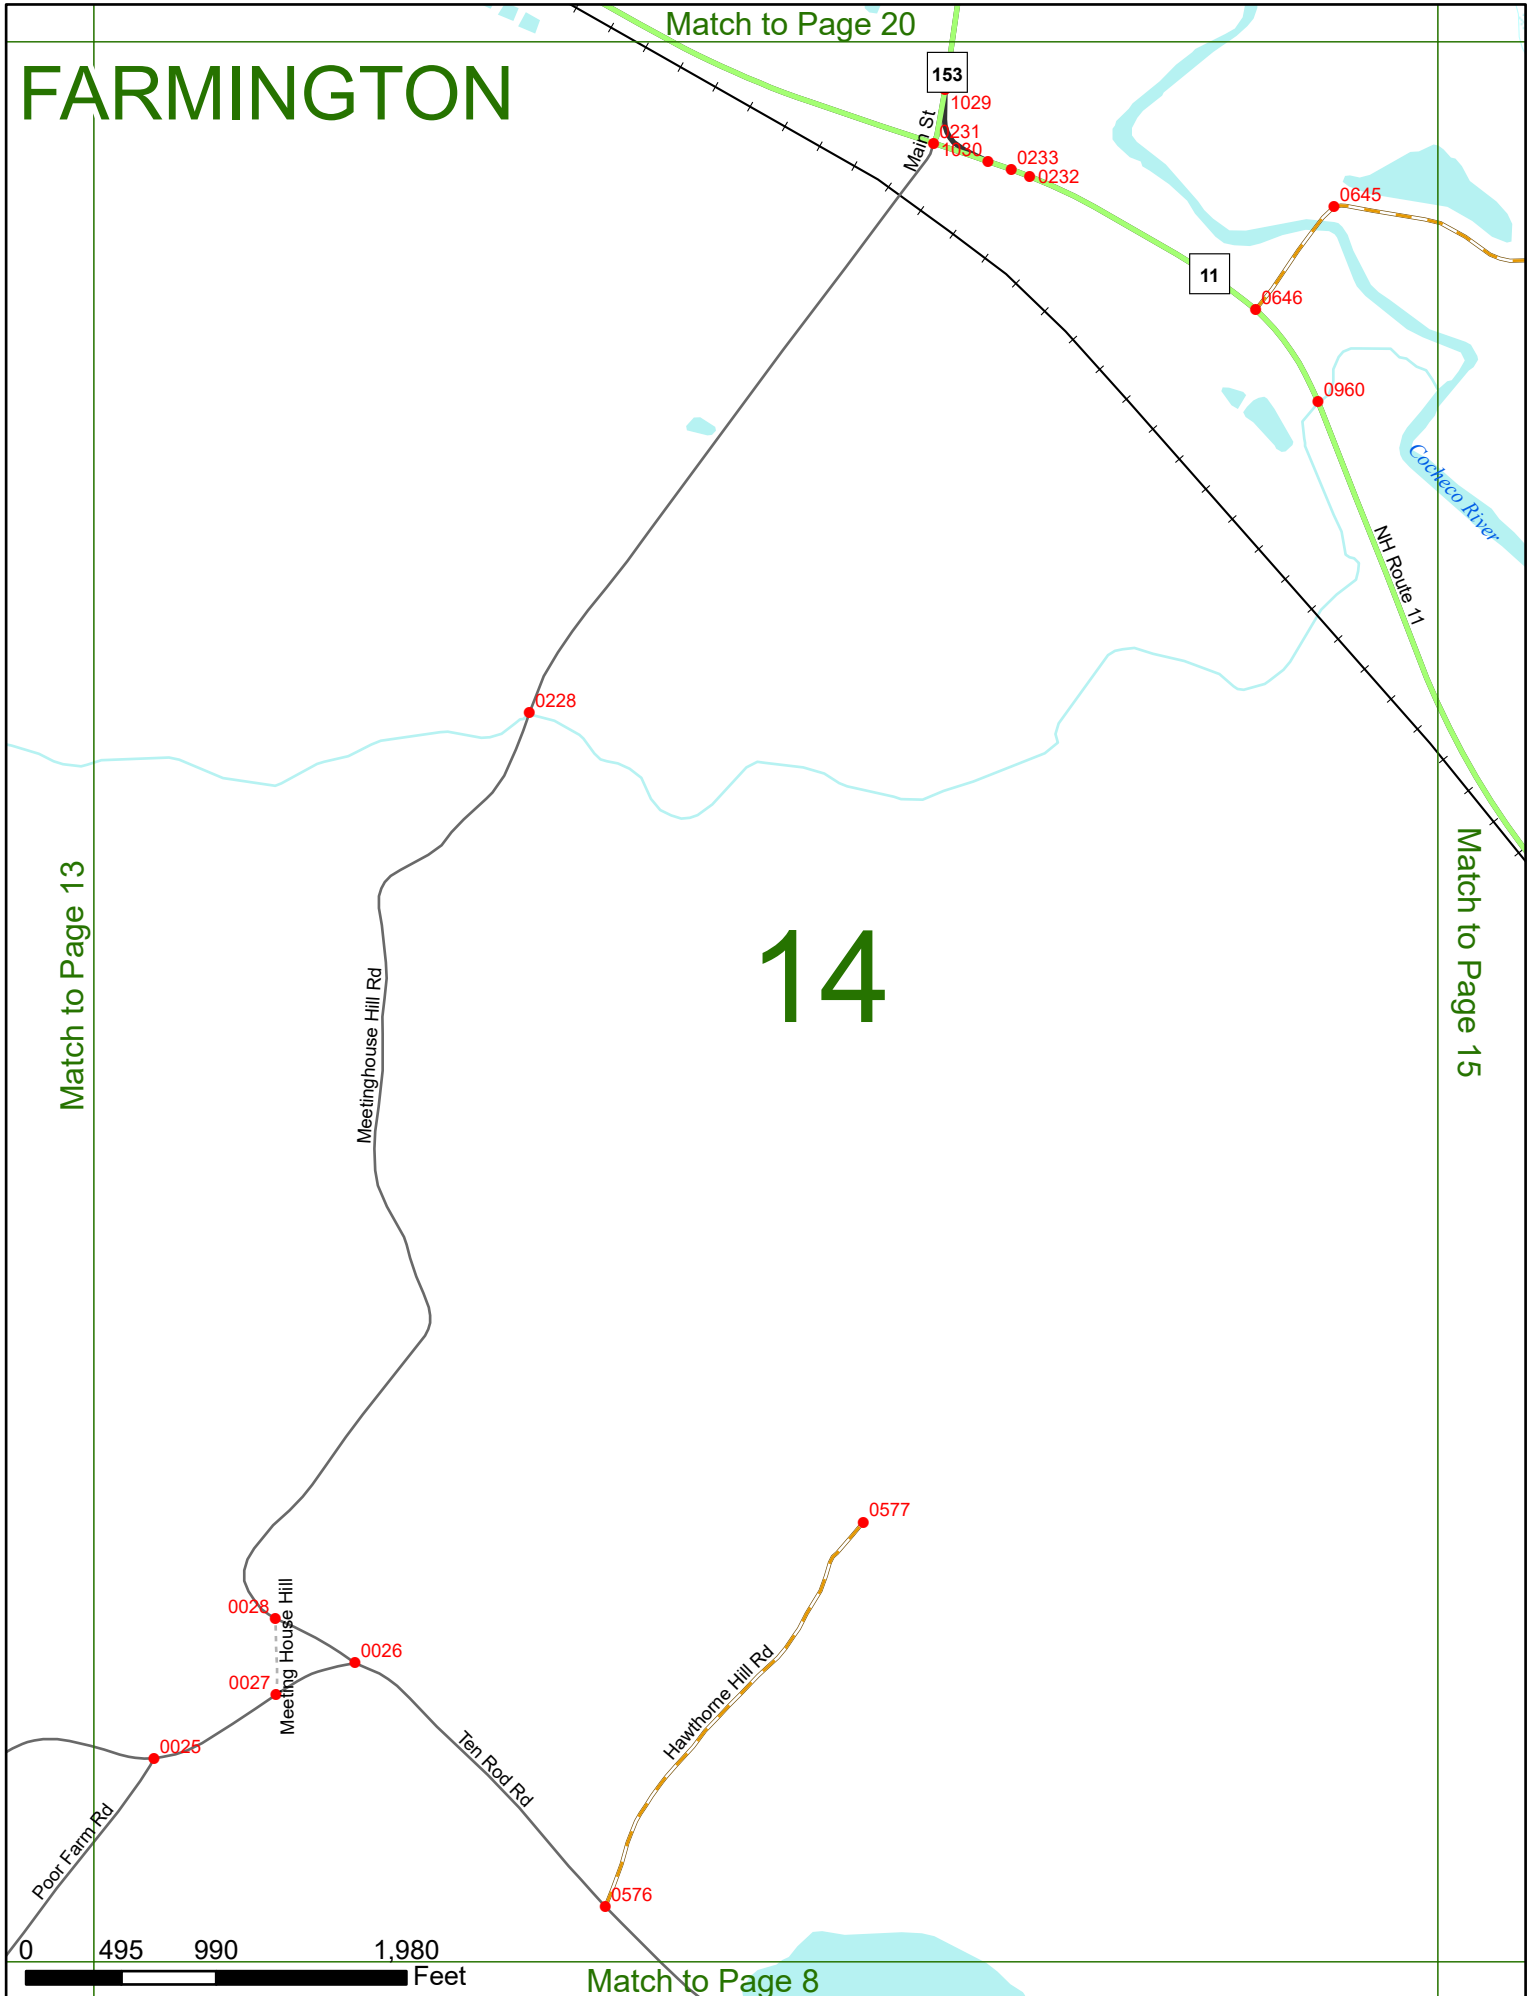 Match to Page 20
FARMINGTON
153
1029
Main St
0231
1030
0233
0232
0645
11
0646
0960
Cocheco River
NH Route 11
0228
Match to Page 13
Match to Page 15
14
Meetinghouse Hill Rd
0577
0028
Meeting House Hill
0026
0027
Hawthorne Hill Rd
0025
Ten Rod Rd
Poor Farm Rd
0576
0 495 990 1,980
Feet
Match to Page 8